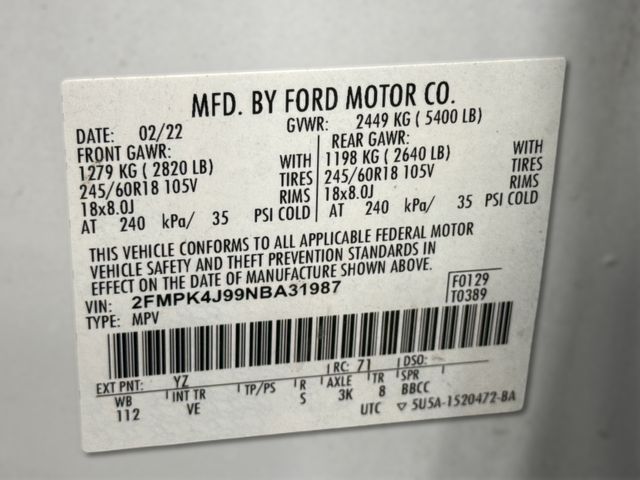 MFD. BY FORD MOTOR CO.
DATE: 02/22 GVWR: 2449 KG ( 5400 LB)
FRONT GAWR: REAR GAWR:
1279 KG ( 2820 LB) WITH 1198 KG ( 2640 LB) WITH
245/60R18 105V TIRES 245/60R18 105V TIRES
18x8.0J RIMS 18x8.0J RIMS
AT 240 kPa/ 35 PSI COLD AT 240 kPa/ 35 PSI COLD
THIS VEHICLE CONFORMS TO ALL APPLICABLE FEDERAL MOTOR
VEHICLE SAFETY AND THEFT PREVENTION STANDARDS IN
EFFECT ON THE DATE OF MANUFACTURE SHOWN ABOVE.
VIN: 2FMPK4J99NBA31987 F0129
TYPE: MPV T0389
EXT PNT: YZ RC: 71 DSO:
WB INT TR TP/PS R AXLE TR SPR
112 VE S 3K 8 BBCC
UTC ▽ 5U5A-1520472-BA